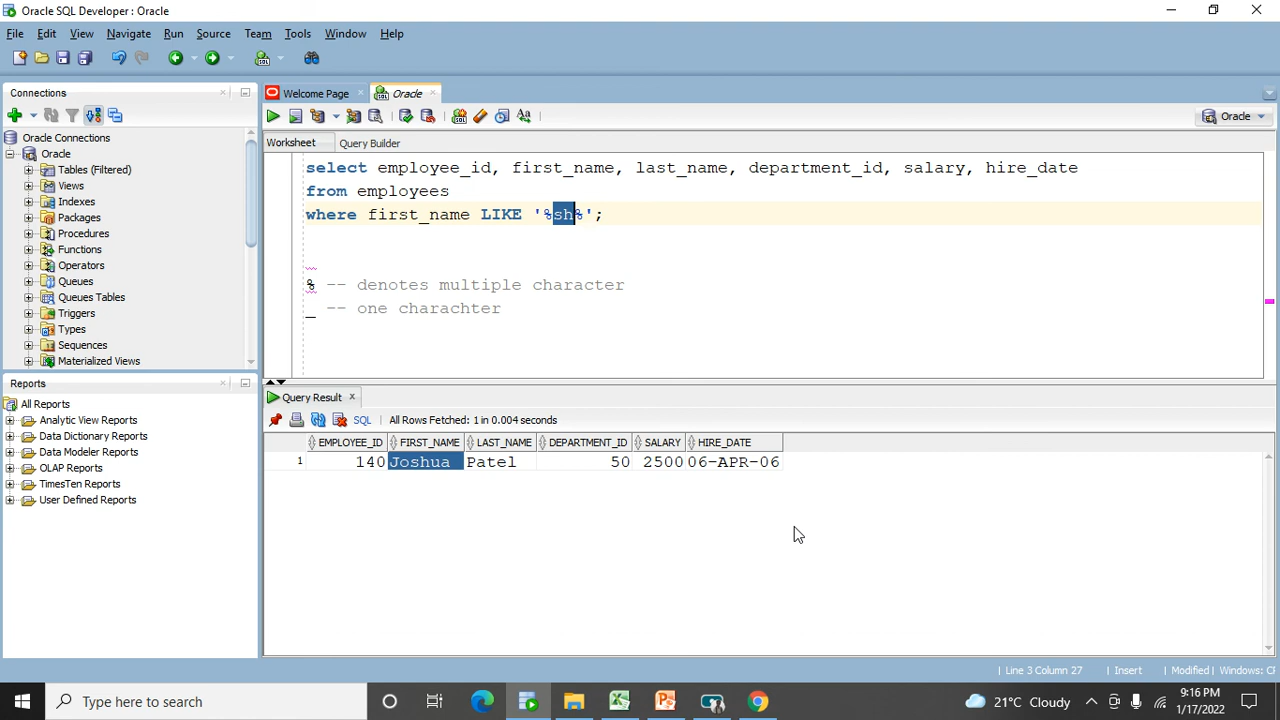 Oracle SQL Developer : Oracle
File Edit View Navigate Run Source Team Tools Window Help
Connections
Welcome Page
Oracle
Oracle
Worksheet Query Builder
Oracle Connections
Oracle
Tables (Filtered)
Views
Indexes
Packages
Procedures
Functions
Operators
Queues
Queues Tables
Triggers
Types
Sequences
Materialized Views
select employee_id, first_name, last_name, department_id, salary, hire_date
from employees
where first_name LIKE '%sh%';
% -- denotes multiple character
_ -- one charachter
Reports
All Reports
Analytic View Reports
Data Dictionary Reports
Data Modeler Reports
OLAP Reports
TimesTen Reports
User Defined Reports
Query Result
SQL All Rows Fetched: 1 in 0.004 seconds
EMPLOYEE_ID FIRST_NAME LAST_NAME DEPARTMENT_ID SALARY HIRE_DATE
1 140 Joshua Patel 50 2500 06-APR-06
Line 3 Column 27 Insert Modified Windows: CF
Type here to search
21°C Cloudy
9:16 PM
1/17/2022